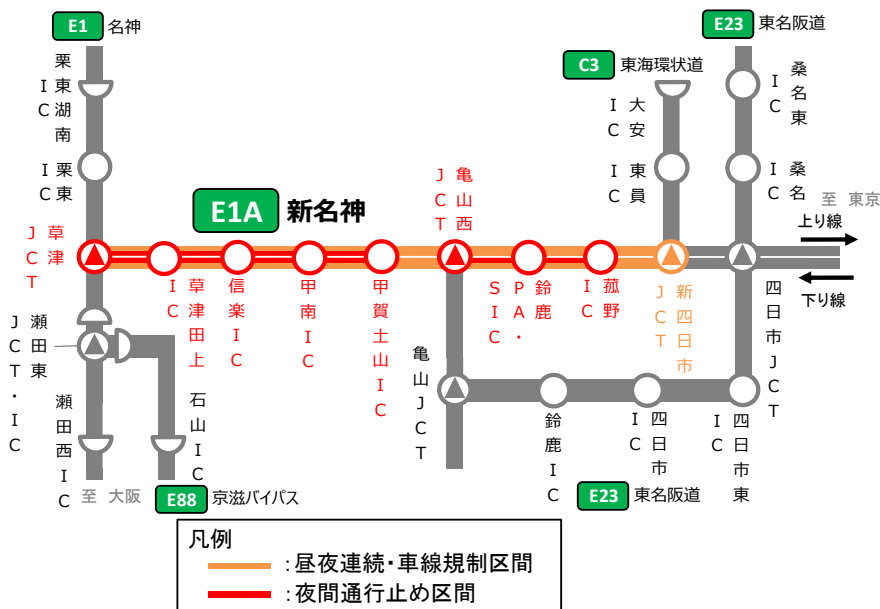 E1 名神
E23 東名阪道
C3 東海環状道
栗東湖南IC
栗東IC
大安IC
東員IC
桑名東IC
桑名IC
至 東京
上り線
下り線
E1A 新名神
草津JCT
亀山西JCT
草津田上IC
信楽IC
甲南IC
甲賀土山IC
鈴鹿PA・SIC
菰野IC
新四日市JCT
四日市JCT
瀬田東JCT・IC
瀬田西IC
石山IC
亀山JCT
鈴鹿IC
四日市IC
四日市東IC
至 大阪
E88 京滋バイパス
E23 東名阪道
凡例
:昼夜連続・車線規制区間
:夜間通行止め区間